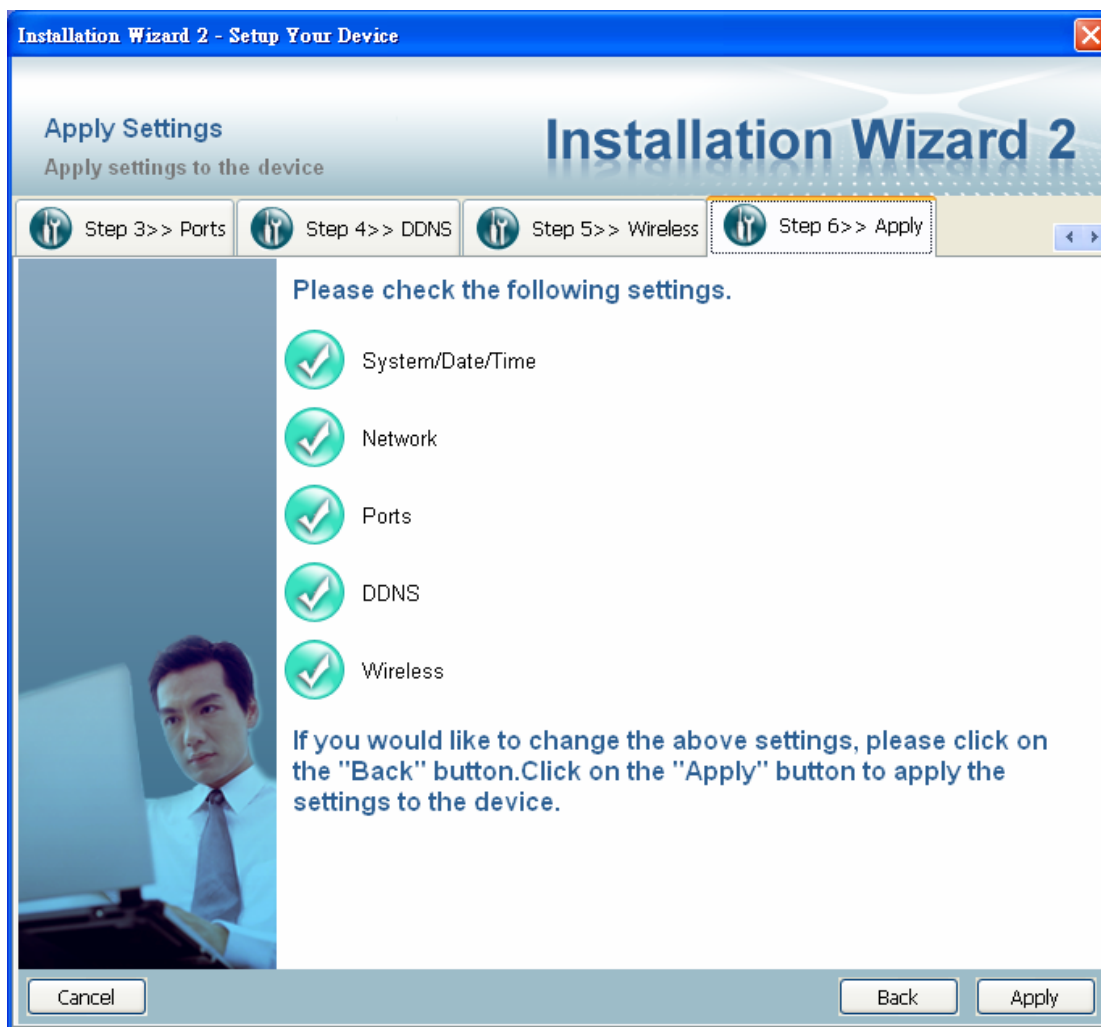 Installation Wizard 2 - Setup Your Device
Apply Settings
Apply settings to the device
Installation Wizard 2
Step 3>> Ports
Step 4>> DDNS
Step 5>> Wireless
Step 6>> Apply
Please check the following settings.
System/Date/Time
Network
Ports
DDNS
Wireless
If you would like to change the above settings, please click on
the "Back" button.Click on the "Apply" button to apply the
settings to the device.
Cancel
Back
Apply